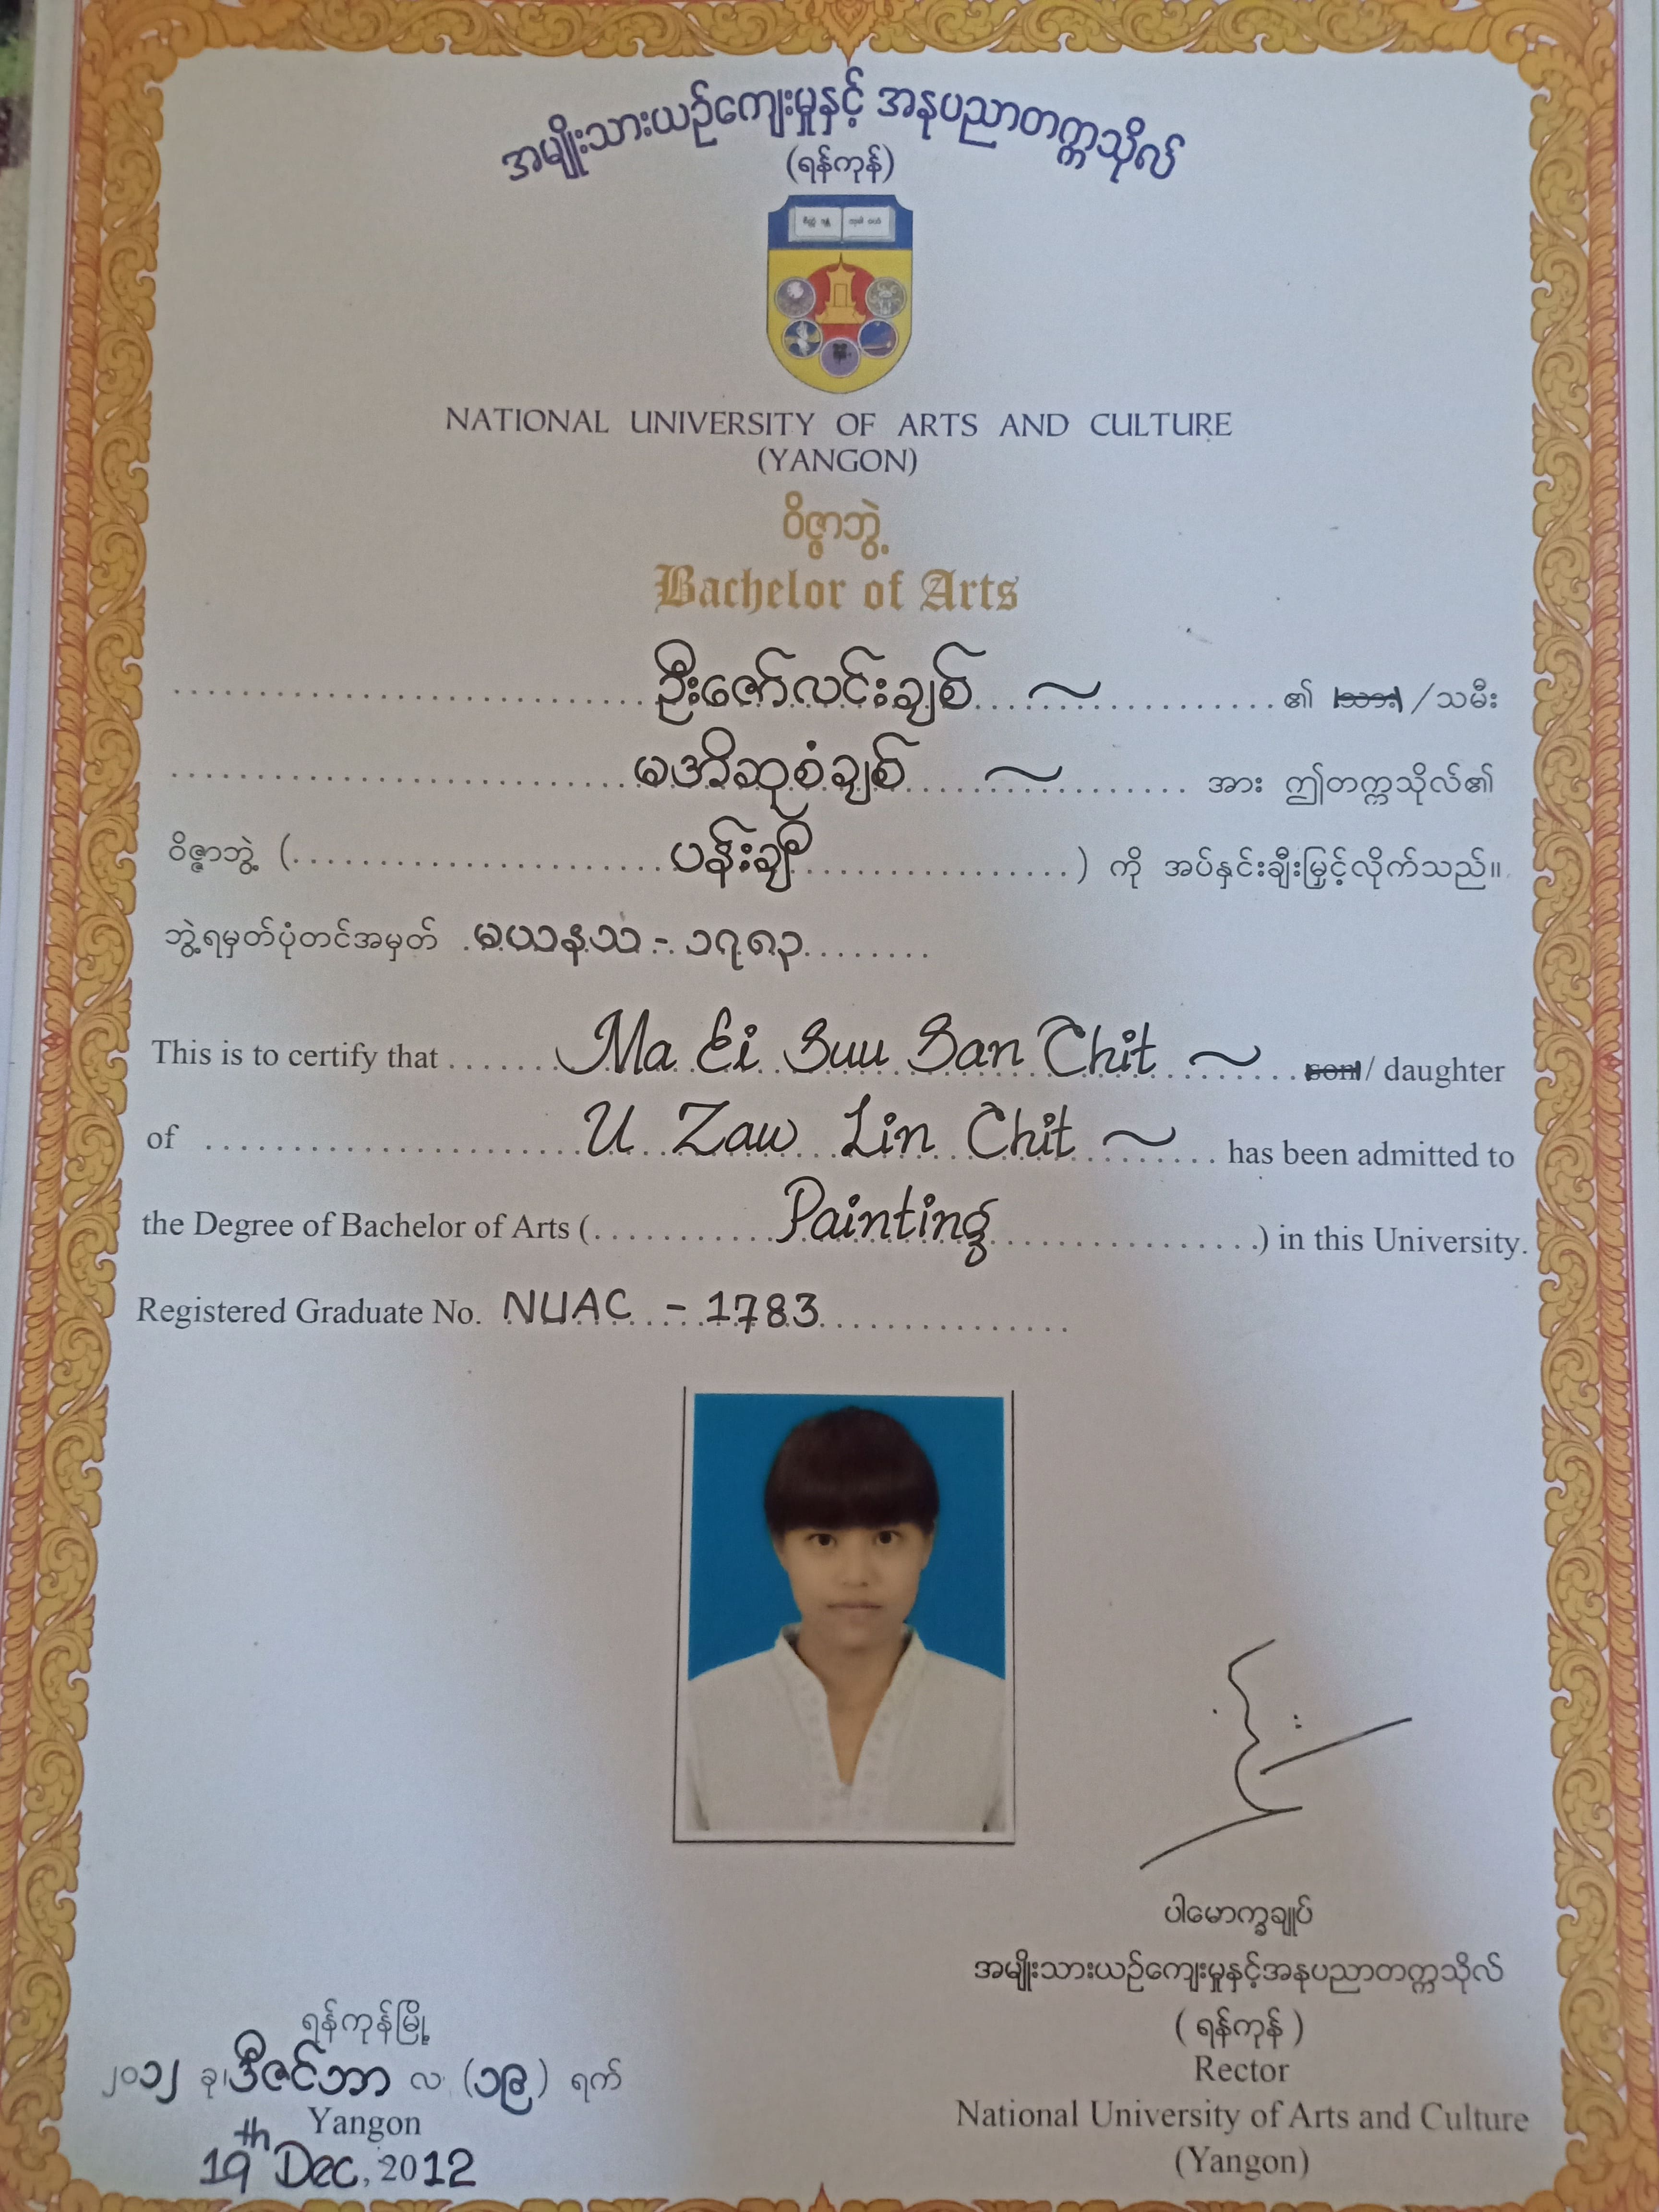 အမျိုးသားယဉ်ကျေးမှုနှင့် အနုပညာတက္ကသိုလ်
(ရန်ကုန်)
NATIONAL UNIVERSITY OF ARTS AND CULTURE
(YANGON)
ဝိဇ္ဇာဘွဲ့
Bachelor of Arts
ဦးဇော်လင်းချစ် ~ ၏ သား/သမီး
မအိဆုစံချစ် ~ အား ဤတက္ကသိုလ်၏
ဝိဇ္ဇာဘွဲ့ (ပန်းချီ) ကို အပ်နှင်းချီးမြှင့်လိုက်သည်။
ဘွဲ့ရမှတ်ပုံတင်အမှတ် မယနသ - ၁၇၈၃
This is to certify that Ma Ei Suu San Chit ~ son/ daughter
of U Zaw Lin Chit ~ has been admitted to
the Degree of Bachelor of Arts (Painting) in this University.
Registered Graduate No. NUAC - 1783
ပါမောက္ခချုပ်
အမျိုးသားယဉ်ကျေးမှုနှင့်အနုပညာတက္ကသိုလ်
(ရန်ကုန်)
Rector
National University of Arts and Culture
(Yangon)
ရန်ကုန်မြို့
၂၀၁၂ ခု၊ ဒီဇင်ဘာ လ (၁၉) ရက်
Yangon
19th Dec, 2012